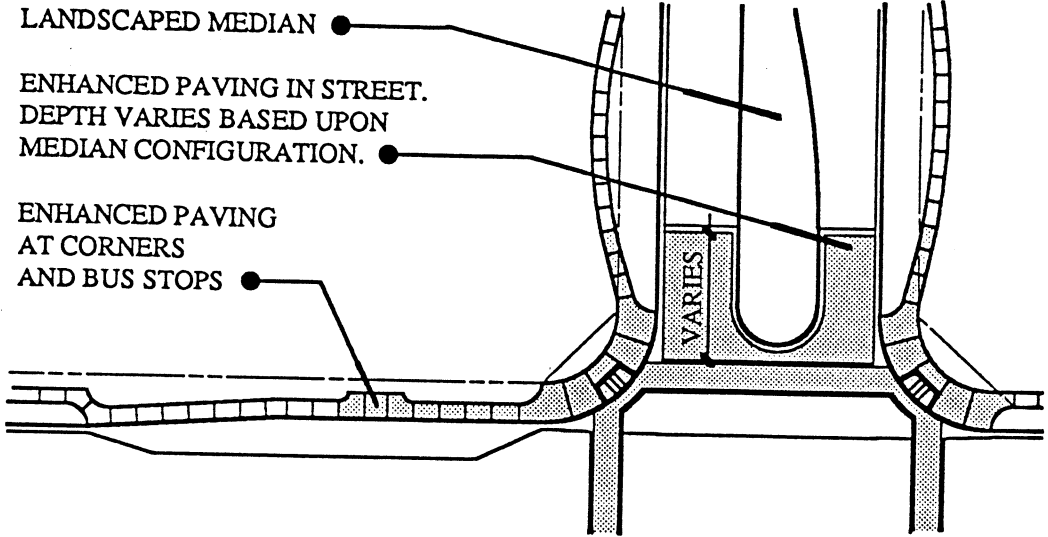 LANDSCAPED MEDIAN
ENHANCED PAVING IN STREET.
DEPTH VARIES BASED UPON
MEDIAN CONFIGURATION.
ENHANCED PAVING
AT CORNERS
AND BUS STOPS
VARIES